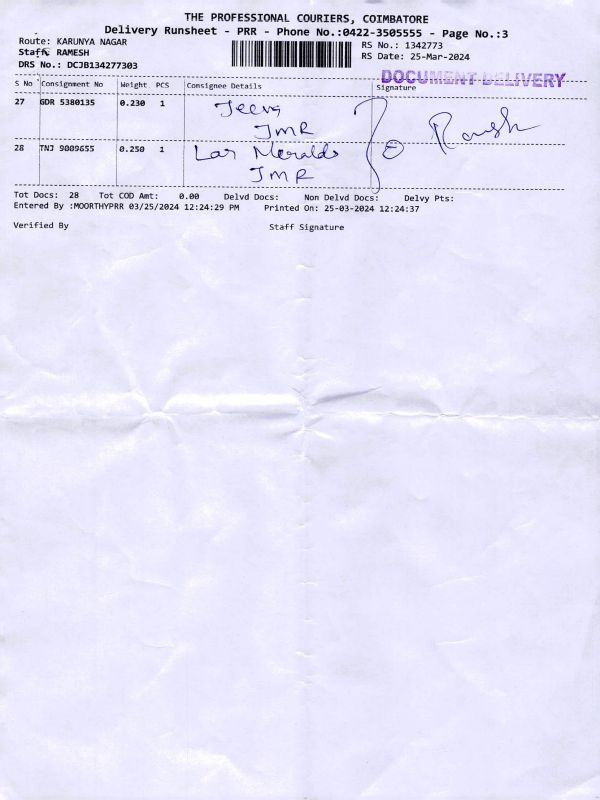 THE PROFESSIONAL COURIERS, COIMBATORE
Delivery Runsheet - PRR - Phone No.:0422-3505555 - Page No.:3
Route: KARUNYA NAGAR
RS No.: 1342773
Staff: RAMESH
RS Date: 25-Mar-2024
DRS No.: DCJB134277303
DOCUMENT DELIVERY
S No Consignment No Weight PCS Consignee Details Signature
27 GDR 5380135 0.230 1 Jeeva
JMR
28 TNJ 9009655 0.250 1
JMR
Tot Docs: 28 Tot COD Amt: 0.00 Delvd Docs: Non Delvd Docs: Delvy Pts:
Entered By :MOORTHYPRR 03/25/2024 12:24:29 PM Printed On: 25-03-2024 12:24:37
Verified By Staff Signature